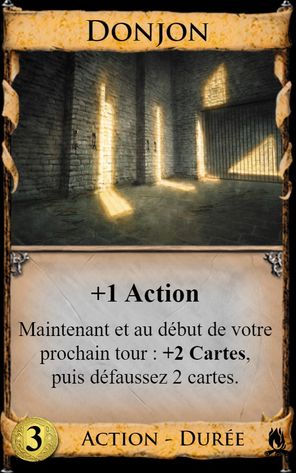 Donjon
+1 Action
Maintenant et au début de votre
prochain tour : +2 Cartes,
puis défaussez 2 cartes.
3
Action - Durée